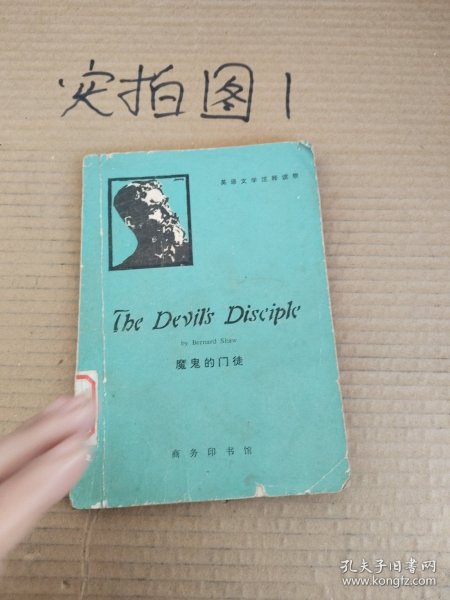 实拍图1
英语文学注释读物
The Devil's Disciple
by Bernard Shaw
魔鬼的门徒
商务印书馆
孔夫子旧书网
www.kongfz.com